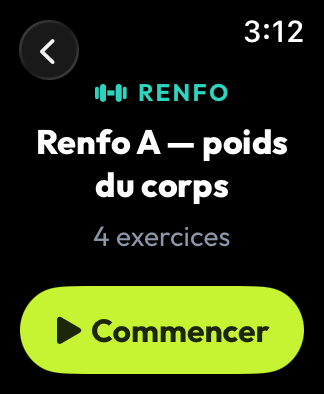 3:12
RENFO
Renfo A — poids
du corps
4 exercices
Commencer